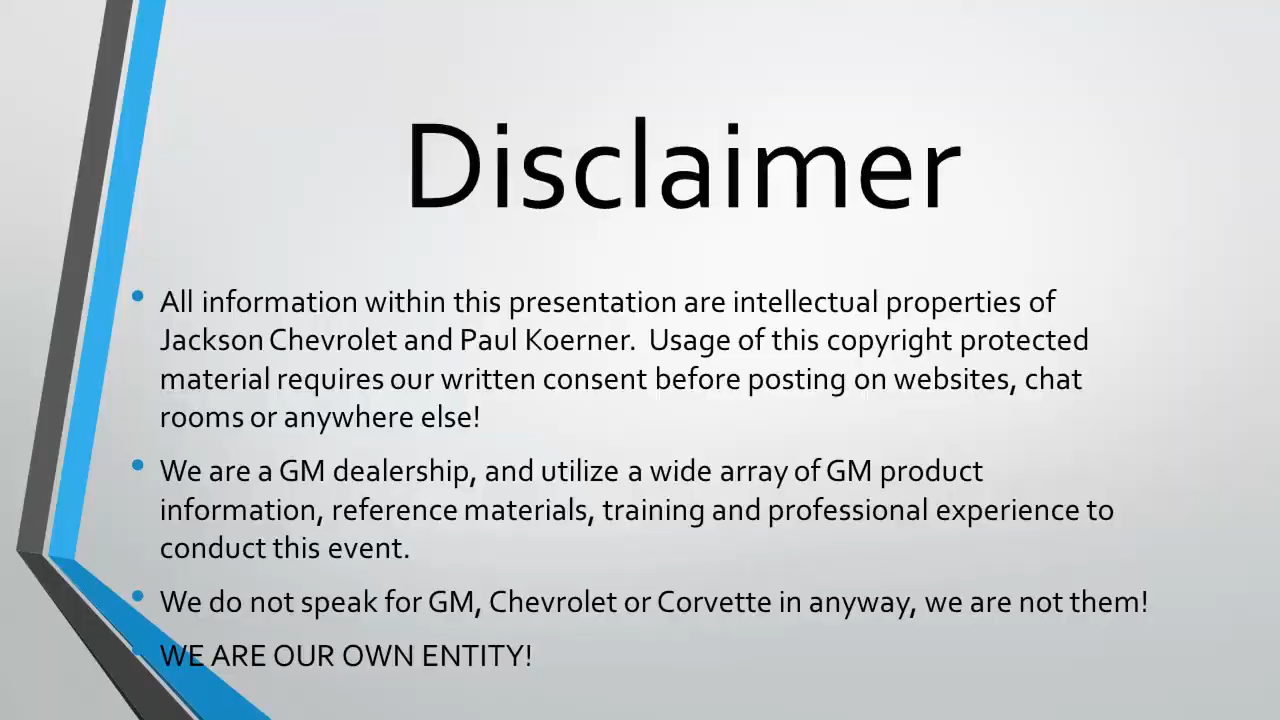 Disclaimer
• All information within this presentation are intellectual properties of
Jackson Chevrolet and Paul Koerner.  Usage of this copyright protected
material requires our written consent before posting on websites, chat
rooms or anywhere else!
• We are a GM dealership, and utilize a wide array of GM product
information, reference materials, training and professional experience to
conduct this event.
• We do not speak for GM, Chevrolet or Corvette in anyway, we are not them!
• WE ARE OUR OWN ENTITY!